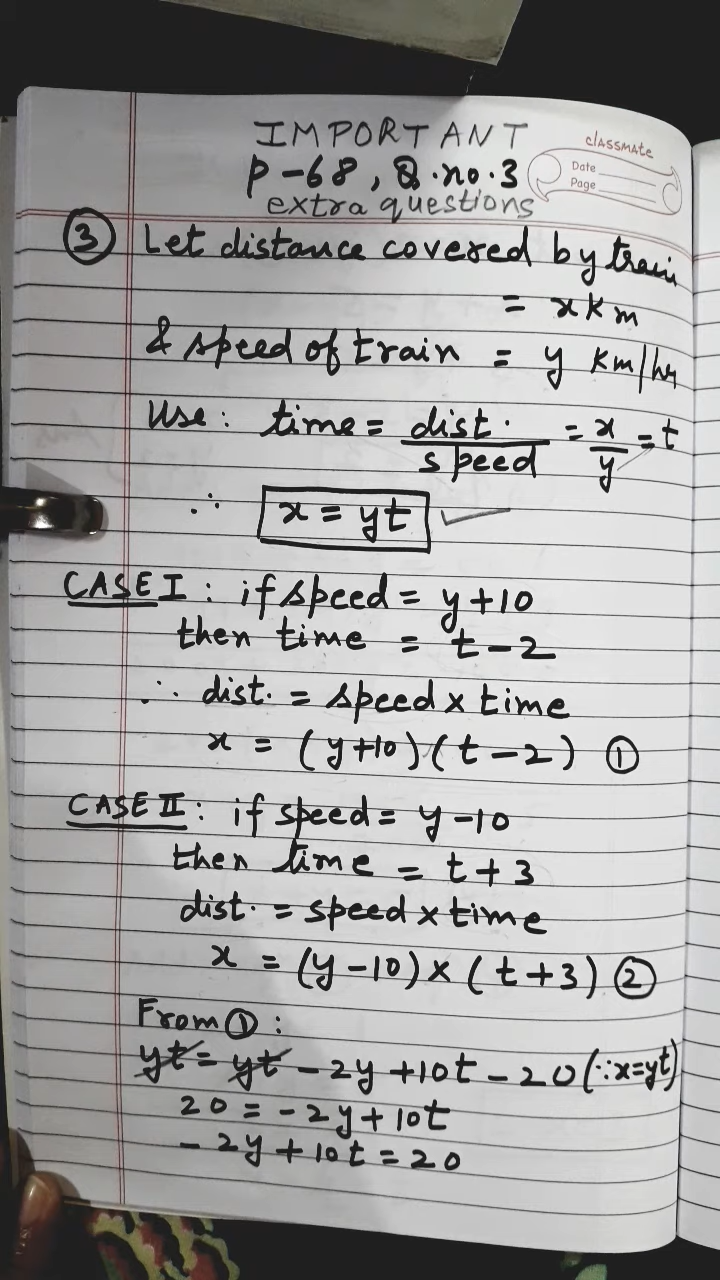 IMPORTANT
classmate
P-68, Q.no.3
Date
Page
extra questions
③ Let distance covered by train
= x km
& speed of train = y km/hr
Use: time = dist./speed = x/y = t
∴ x = yt ✓
CASE I : if speed = y+10
then time = t-2
∴ dist. = speed x time
x = (y+10)(t-2) ①
CASE II : if speed = y-10
then time = t+3
dist. = speed x time
x = (y-10)x(t+3) ②
From ① :
yt = yt - 2y +10t - 20 (∵x=yt)
20 = -2y+10t
-2y+10t=20